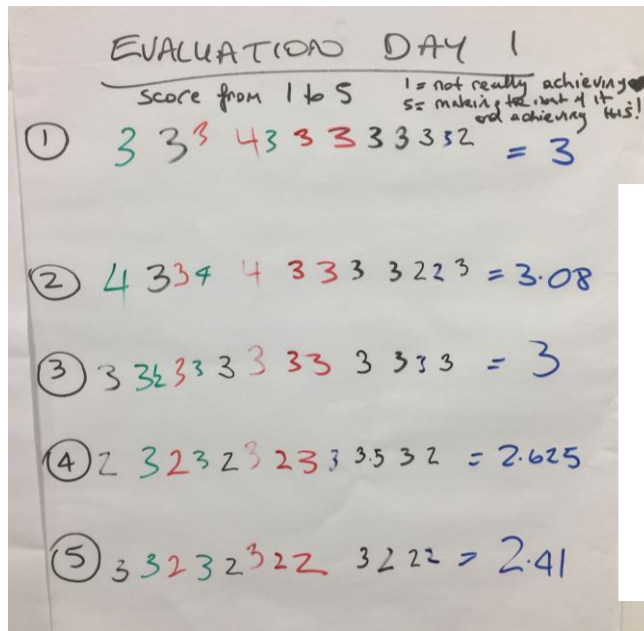 EVALUATION DAY 1
score from 1 to 5 1 = not really achieving
5 = making the most of it
and achieving this!
① 3 3 3 4 3 3 3 3 3 3 3 2 = 3
② 4 3 3 4 4 3 3 3 3 2 2 3 = 3.08
③ 3 3½ 3 3 3 3 3 3 3 3 3 3 = 3
④ 2 3 2 3 2 3 2 3 3 3.5 3 2 = 2.625
⑤ 3 3 2 3 2 3 2 2 3 2 2 2 = 2.41